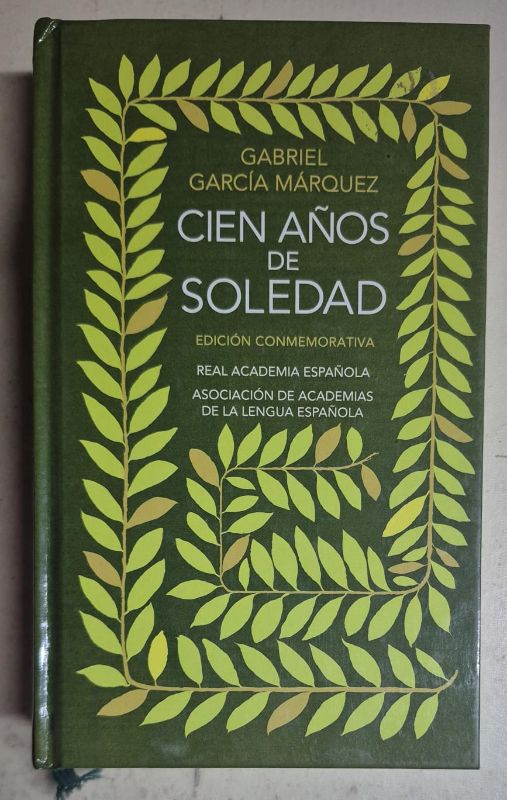 GABRIEL
GARCÍA MÁRQUEZ
CIEN AÑOS
DE
SOLEDAD
EDICIÓN CONMEMORATIVA
REAL ACADEMIA ESPAÑOLA
ASOCIACIÓN DE ACADEMIAS
DE LA LENGUA ESPAÑOLA